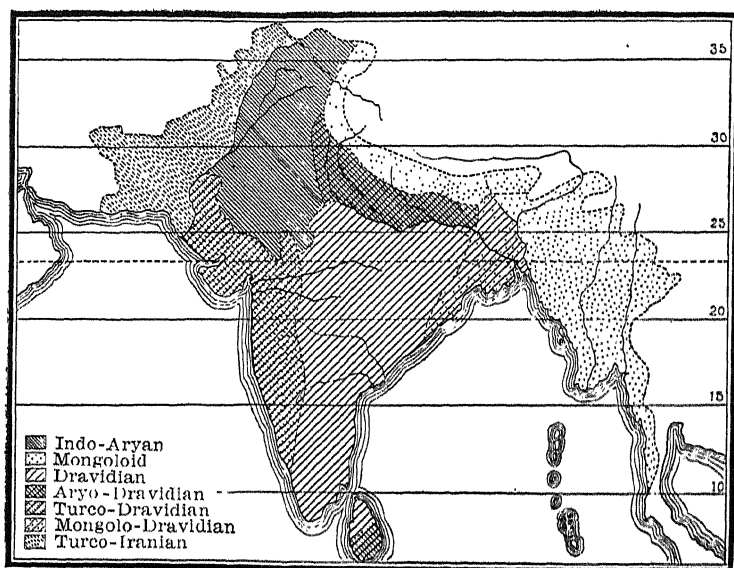 35
30
25
20
15
10
Indo-Aryan
Mongoloid
Dravidian
Aryo-Dravidian
Turco-Dravidian
Mongolo-Dravidian
Turco-Iranian